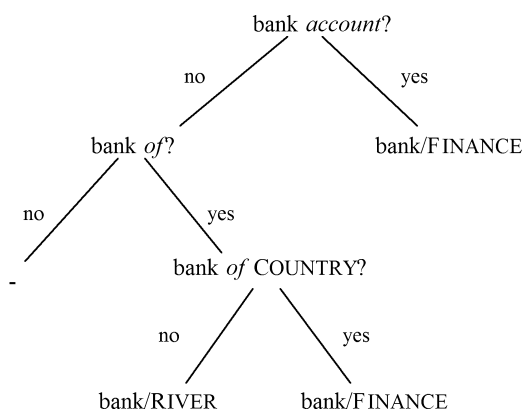 bank account?
no
yes
bank of?
bank/FINANCE
no
yes
-
bank of COUNTRY?
no
yes
bank/RIVER
bank/FINANCE